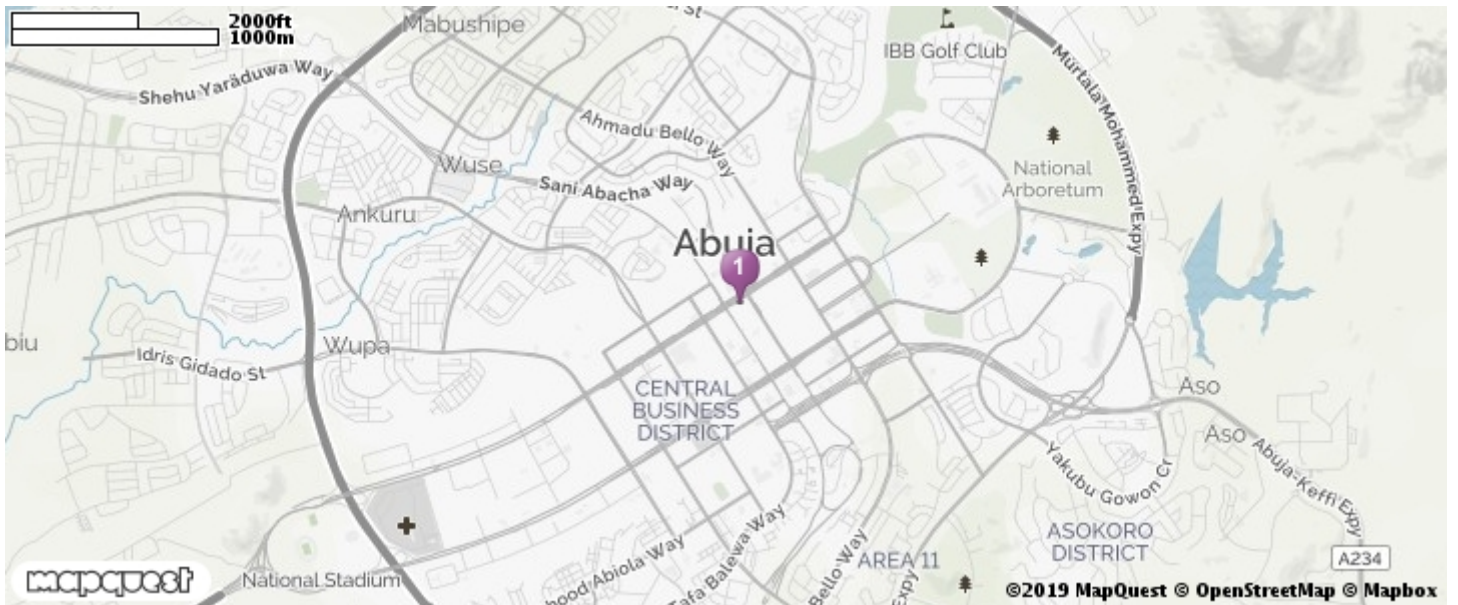 2000ft
1000m
Mabushipe
St
IBB Golf Club
Shehu Yarăduwa Way
Murtala Mohammed Expy
Ahmadu Bello Way
Wuse
National
Arboretum
Sani Abacha Way
Ankuru
Abuja
1
biu
Wupa
Idris Gidado St
CENTRAL
BUSINESS
DISTRICT
Aso
Aso
Abuja-Keffi Expy
Yakubu Gowon Cr
ASOKORO
DISTRICT
AREA 11
A234
hood Abiola Way
Tafa Balewa Way
Bello Way
Expy
National Stadium
mapquest
©2019 MapQuest © OpenStreetMap © Mapbox